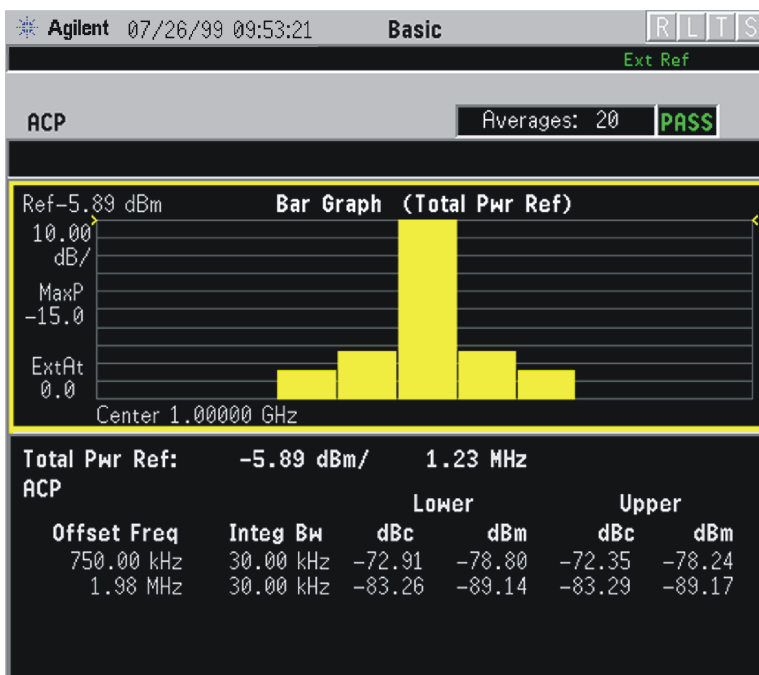 Agilent 07/26/99 09:53:21 Basic R L T S
Ext Ref
ACP Averages: 20 PASS
Ref-5.89 dBm Bar Graph (Total Pwr Ref)
10.00
dB/
MaxP
-15.0
ExtAt
0.0
Center 1.00000 GHz
Total Pwr Ref: -5.89 dBm/ 1.23 MHz
ACP
Lower Upper
Offset Freq Integ Bw dBc dBm dBc dBm
750.00 kHz 30.00 kHz -72.91 -78.80 -72.35 -78.24
1.98 MHz 30.00 kHz -83.26 -89.14 -83.29 -89.17